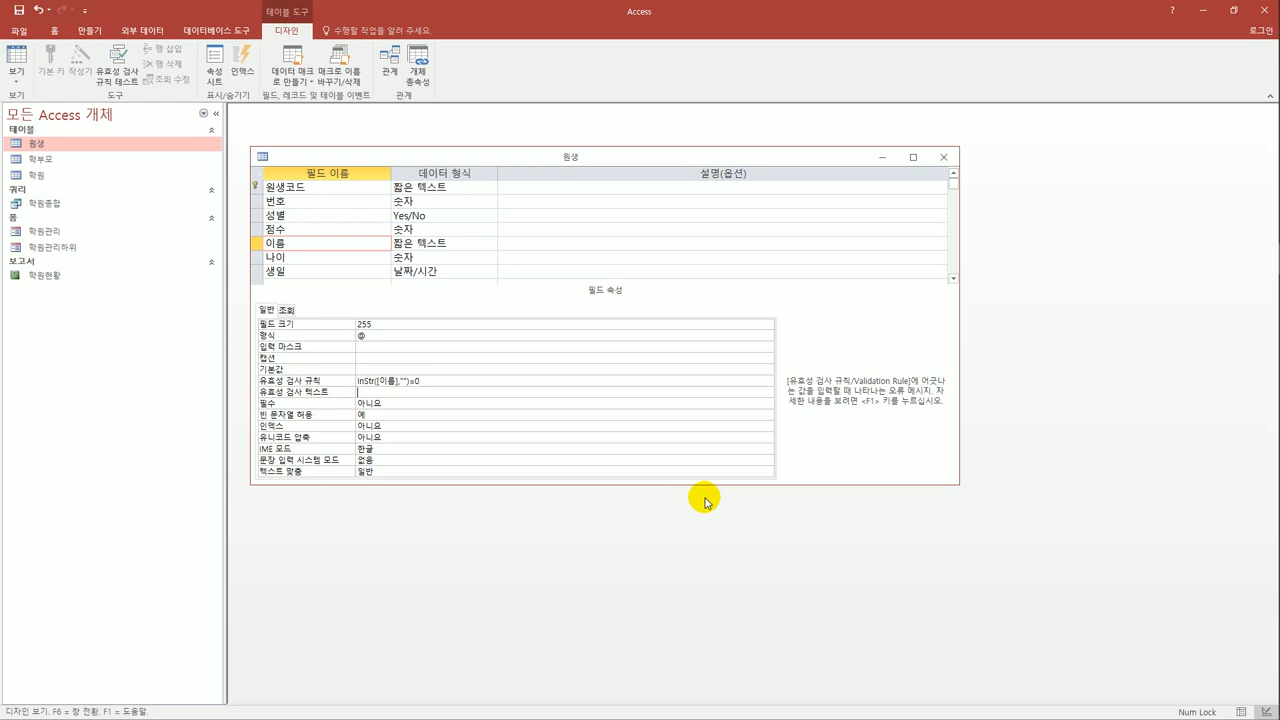 테이블 도구
Access
?
파일
홈
만들기
외부 데이터
데이터베이스 도구
디자인
수행할 작업을 알려 주세요.
로그인
보기
기본 키
작성기
유효성 검사
규칙 테스트
행 삽입
행 삭제
조회 수정
속성
시트
인덱스
데이터 매크
로 만들기
매크로 이름
바꾸기/삭제
관계
개체
종속성
보기
도구
표시/숨기기
필드, 레코드 및 테이블 이벤트
관계
모든 Access 개체
테이블
원생
학부모
학원
쿼리
학원종합
폼
학원관리
학원관리하위
보고서
학원현황
원생
필드 이름 데이터 형식 설명(옵션)
원생코드 짧은 텍스트
번호 숫자
성별 Yes/No
점수 숫자
이름 짧은 텍스트
나이 숫자
생일 날짜/시간
필드 속성
일반 조회
필드 크기 255
형식 @
입력 마스크
캡션
기본값
유효성 검사 규칙 InStr([이름],"")=0
유효성 검사 텍스트
필수 아니요
빈 문자열 허용 예
인덱스 아니요
유니코드 압축 아니요
IME 모드 한글
문장 입력 시스템 모드 없음
텍스트 맞춤 일반
[유효성 검사 규칙/Validation Rule]에 어긋나
는 값을 입력할 때 나타나는 오류 메시지. 자
세한 내용을 보려면 <F1> 키를 누르십시오.
디자인 보기. F6 = 창 전환. F1 = 도움말.
Num Lock